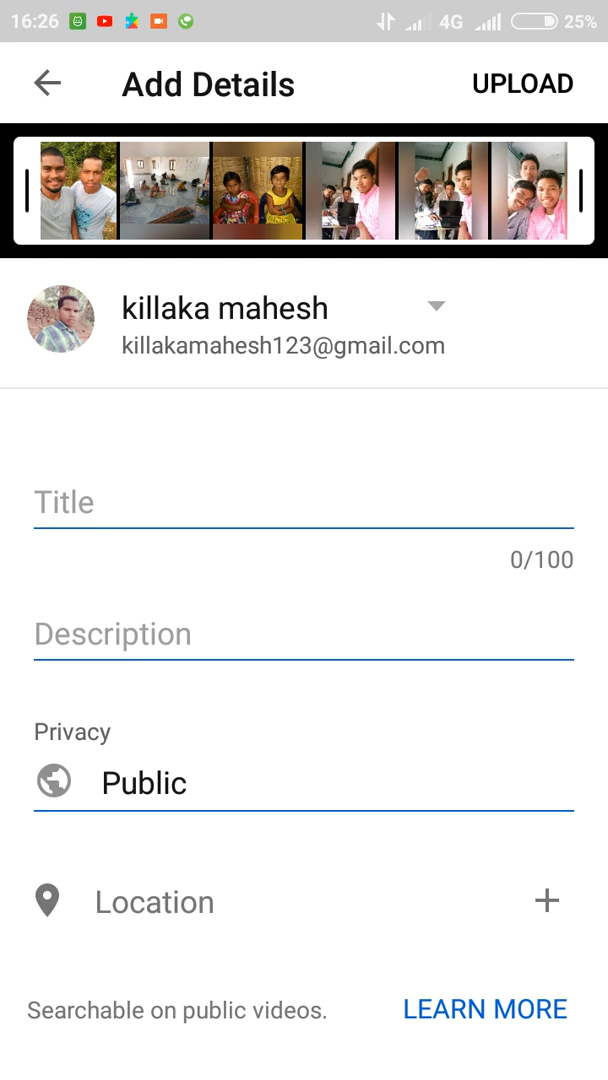 16:26 4G 25%
Add Details UPLOAD
killaka mahesh
killakamahesh123@gmail.com
Title
0/100
Description
Privacy
Public
Location +
Searchable on public videos. LEARN MORE